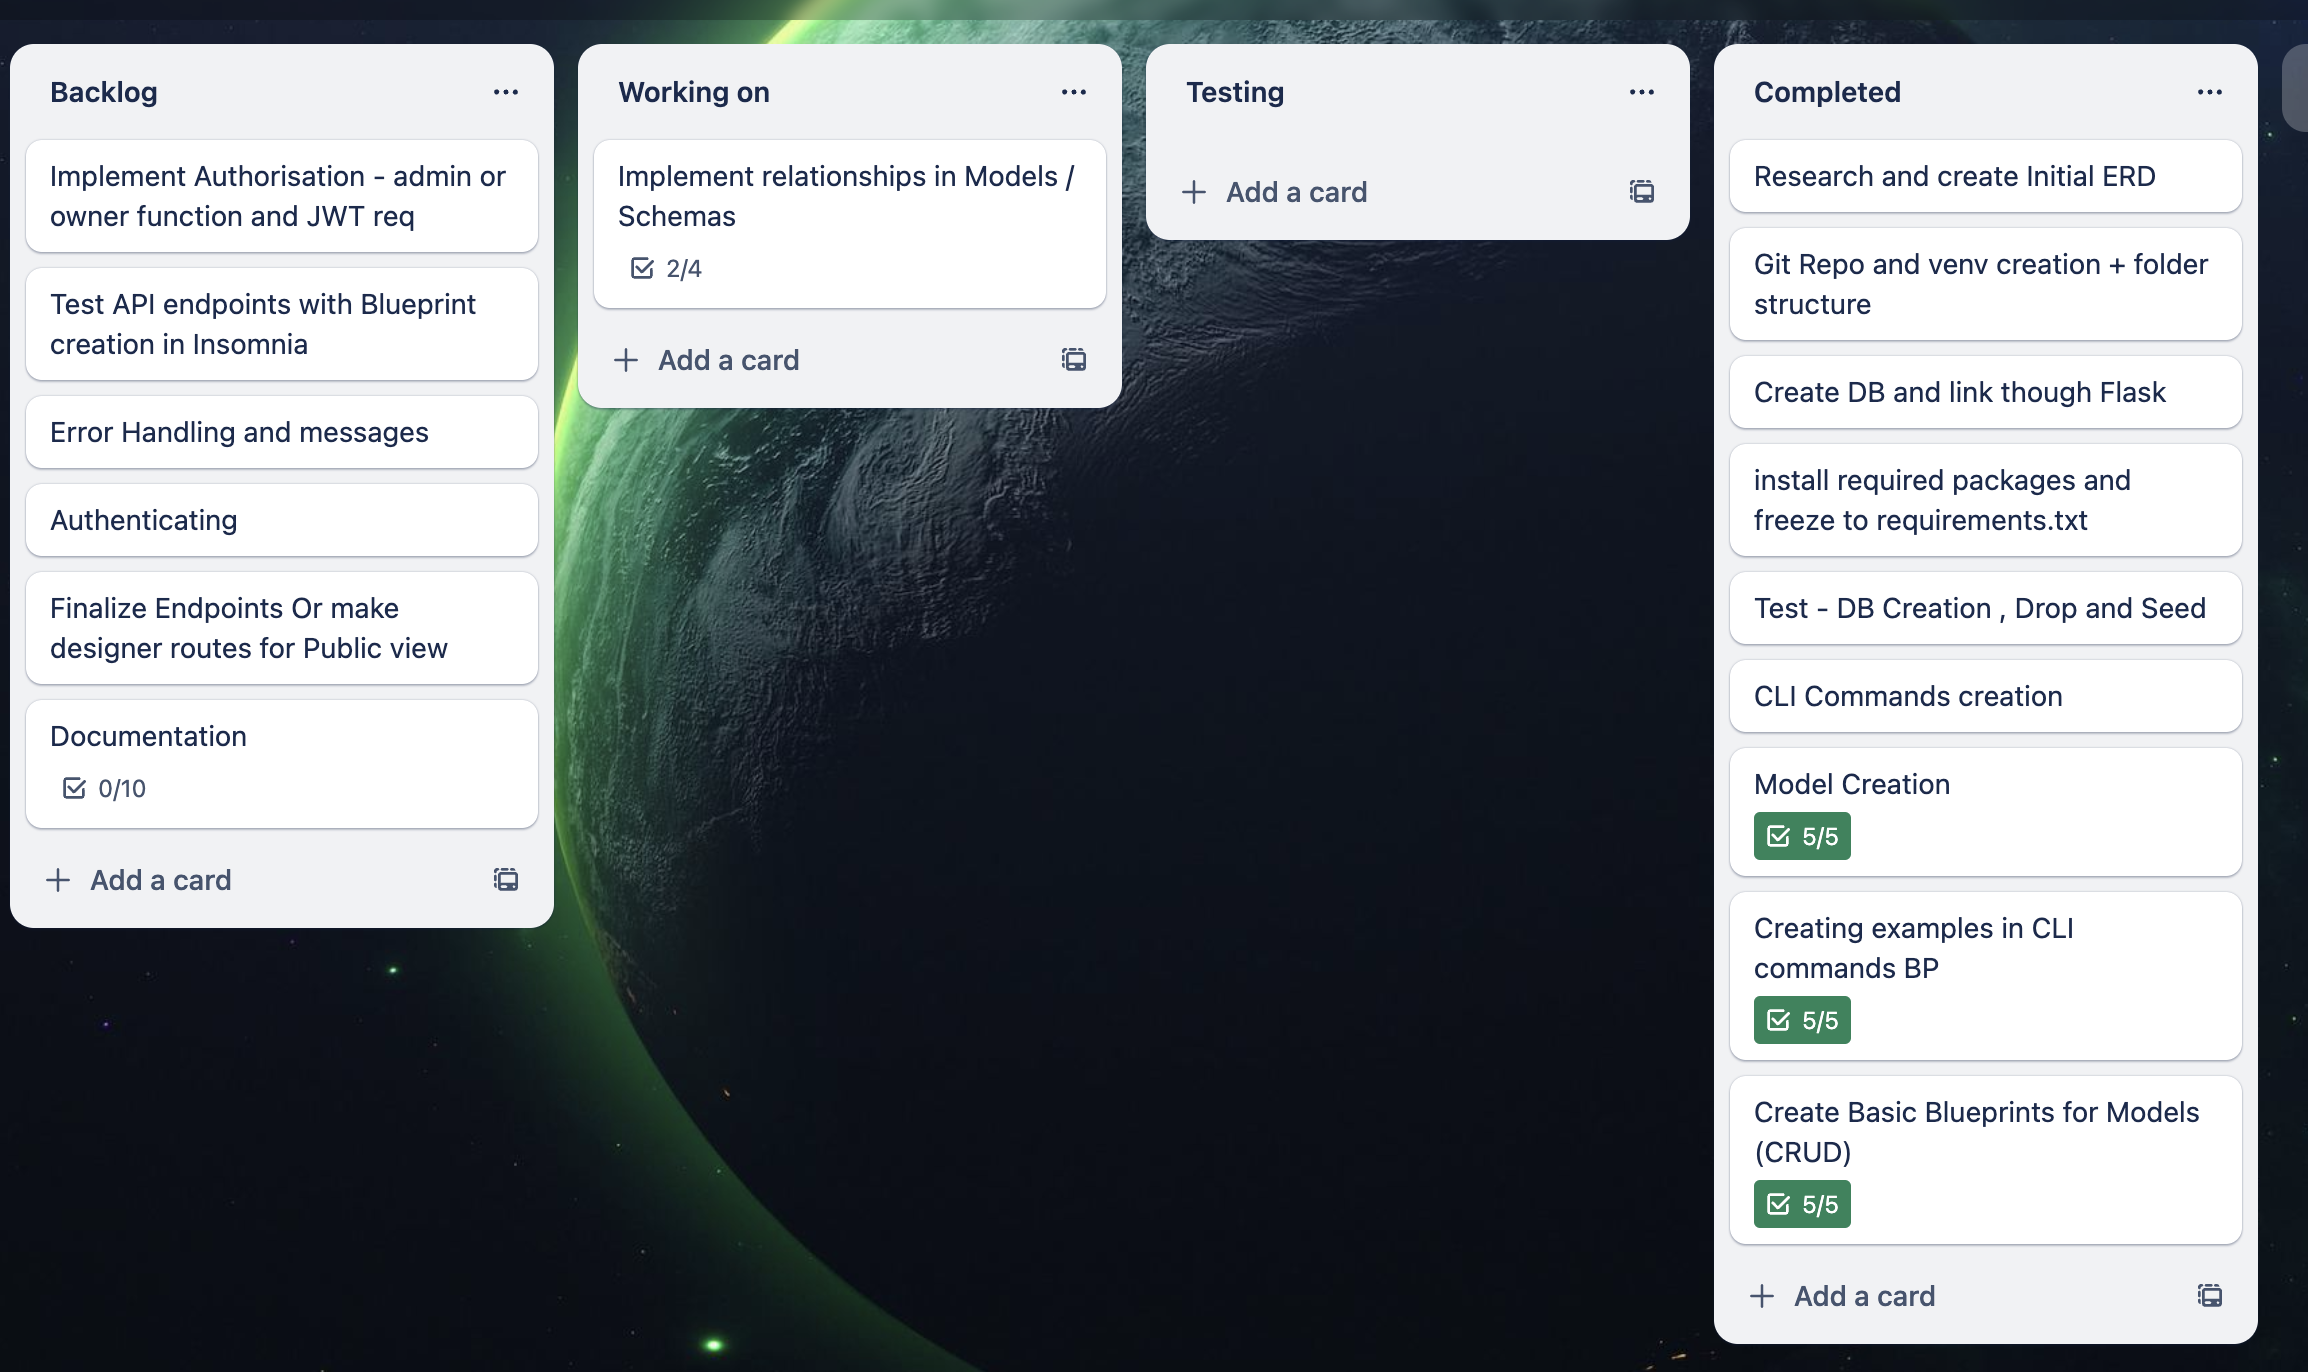 Backlog
Implement Authorisation - admin or
owner function and JWT req
Test API endpoints with Blueprint
creation in Insomnia
Error Handling and messages
Authenticating
Finalize Endpoints Or make
designer routes for Public view
Documentation
0/10
Add a card
Working on
Implement relationships in Models /
Schemas
2/4
Add a card
Testing
Add a card
Completed
Research and create Initial ERD
Git Repo and venv creation + folder
structure
Create DB and link though Flask
install required packages and
freeze to requirements.txt
Test - DB Creation , Drop and Seed
CLI Commands creation
Model Creation
5/5
Creating examples in CLI
commands BP
5/5
Create Basic Blueprints for Models
(CRUD)
5/5
Add a card